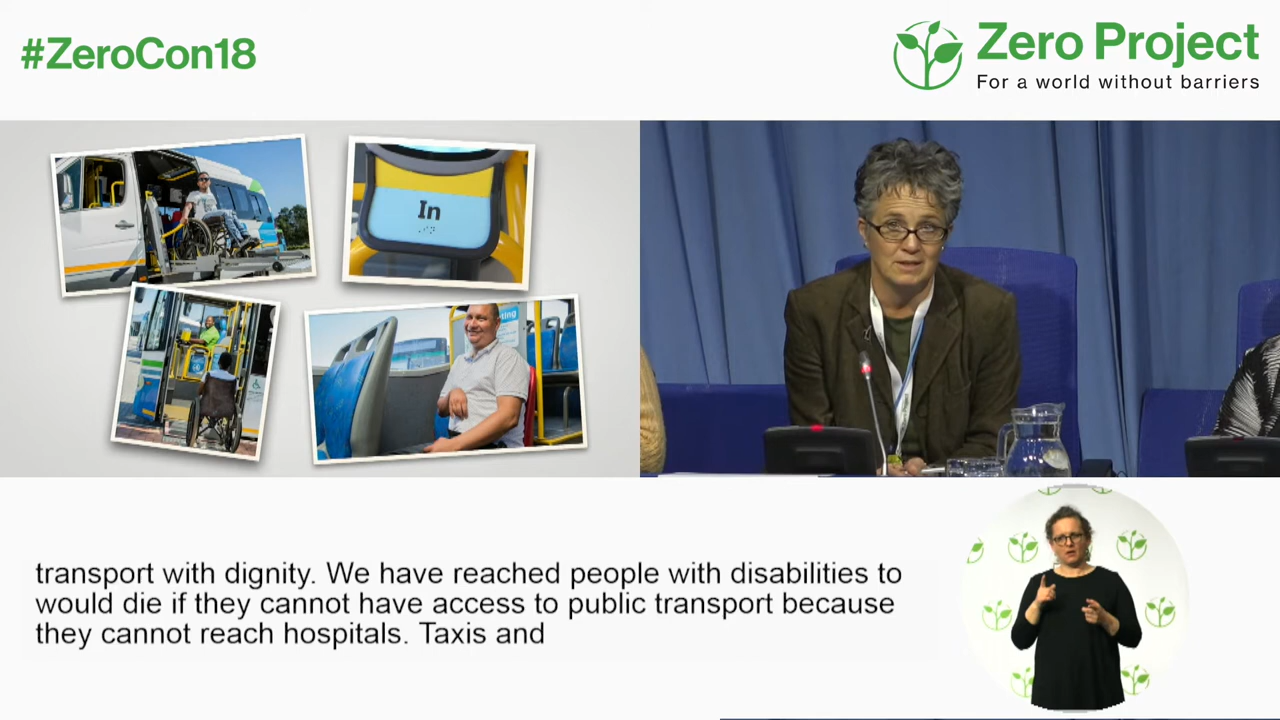 #ZeroCon18
Zero Project
For a world without barriers
In
transport with dignity. We have reached people with disabilities to
would die if they cannot have access to public transport because
they cannot reach hospitals. Taxis and